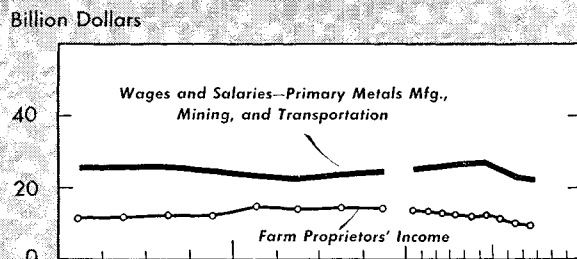 Billion Dollars
Wages and Salaries—Primary Metals Mfg.,
Mining, and Transportation
40
20
Farm Proprietors' Income
0